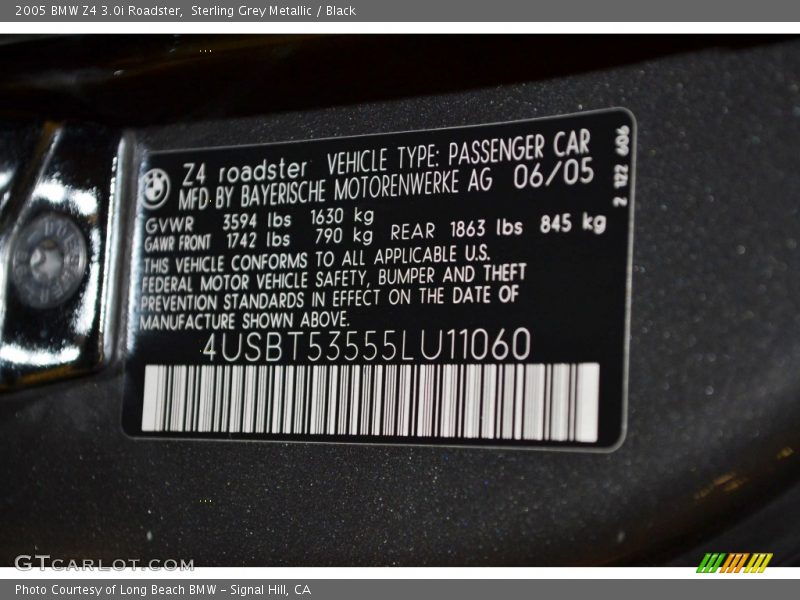 2005 BMW Z4 3.0i Roadster,  Sterling Grey Metallic / Black
Z4 roadster VEHICLE TYPE: PASSENGER CAR
MFD BY BAYERISCHE MOTORENWERKE AG 06/05
GVWR 3594 lbs 1630 kg
GAWR FRONT 1742 lbs 790 kg REAR 1863 lbs 845 kg
THIS VEHICLE CONFORMS TO ALL APPLICABLE U.S.
FEDERAL MOTOR VEHICLE SAFETY, BUMPER AND THEFT
PREVENTION STANDARDS IN EFFECT ON THE DATE OF
MANUFACTURE SHOWN ABOVE.
4USBT53555LU11060
2 122 606
GTCARLOT.COM
Photo Courtesy of Long Beach BMW - Signal Hill, CA